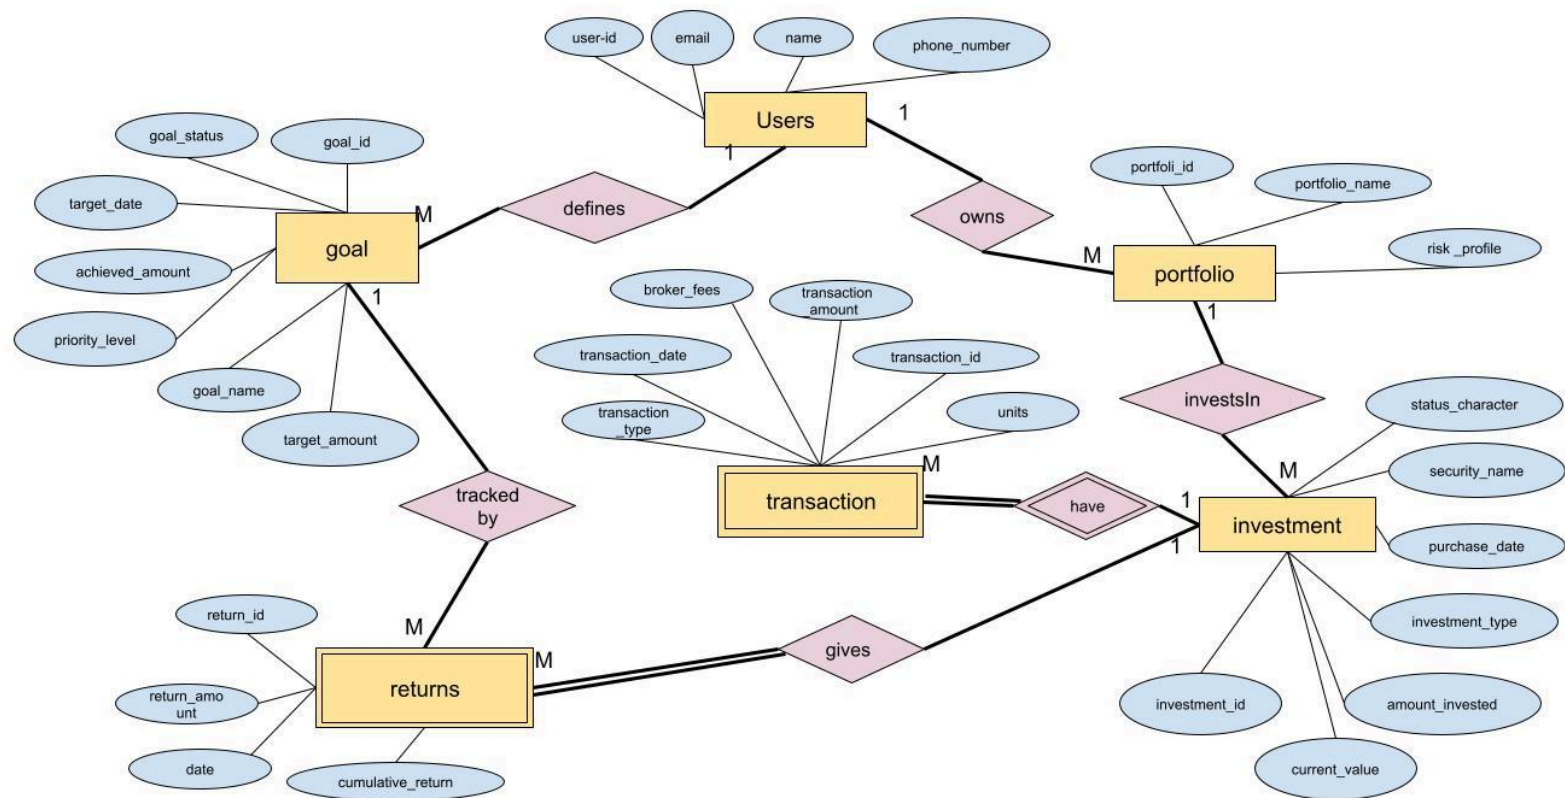 user-id
email
name
phone_number
Users
1
1
goal_status
goal_id
target_date
achieved_amount
priority_level
goal_name
target_amount
goal
M
1
defines
owns
M
portfoli_id
portfolio_name
risk _profile
portfolio
1
investsIn
M
broker_fees
transaction
_amount
transaction_date
transaction_id
transaction
_type
units
transaction
M
have
1
1
investment
status_character
security_name
purchase_date
investment_type
amount_invested
current_value
investment_id
tracked
by
M
return_id
return_amo
unt
date
cumulative_return
returns
M
gives